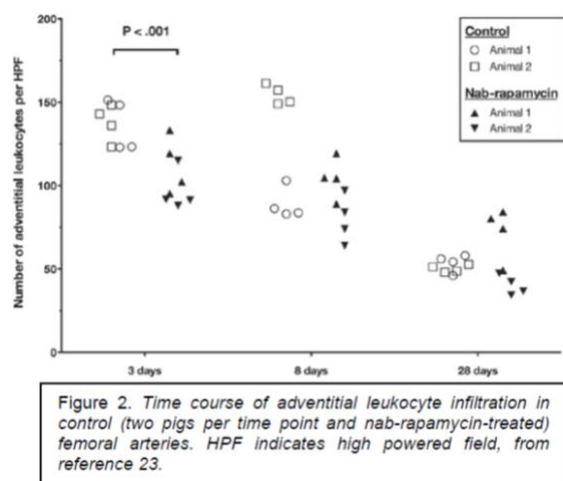 200
P < .001
Control
Animal 1
Animal 2
Nab-rapamycin
Animal 1
Animal 2
150
100
50
0
Number of adventitial leukocytes per HPF
3 days
8 days
28 days
Figure 2. Time course of adventitial leukocyte infiltration in
control (two pigs per time point and nab-rapamycin-treated)
femoral arteries. HPF indicates high powered field, from
reference 23.